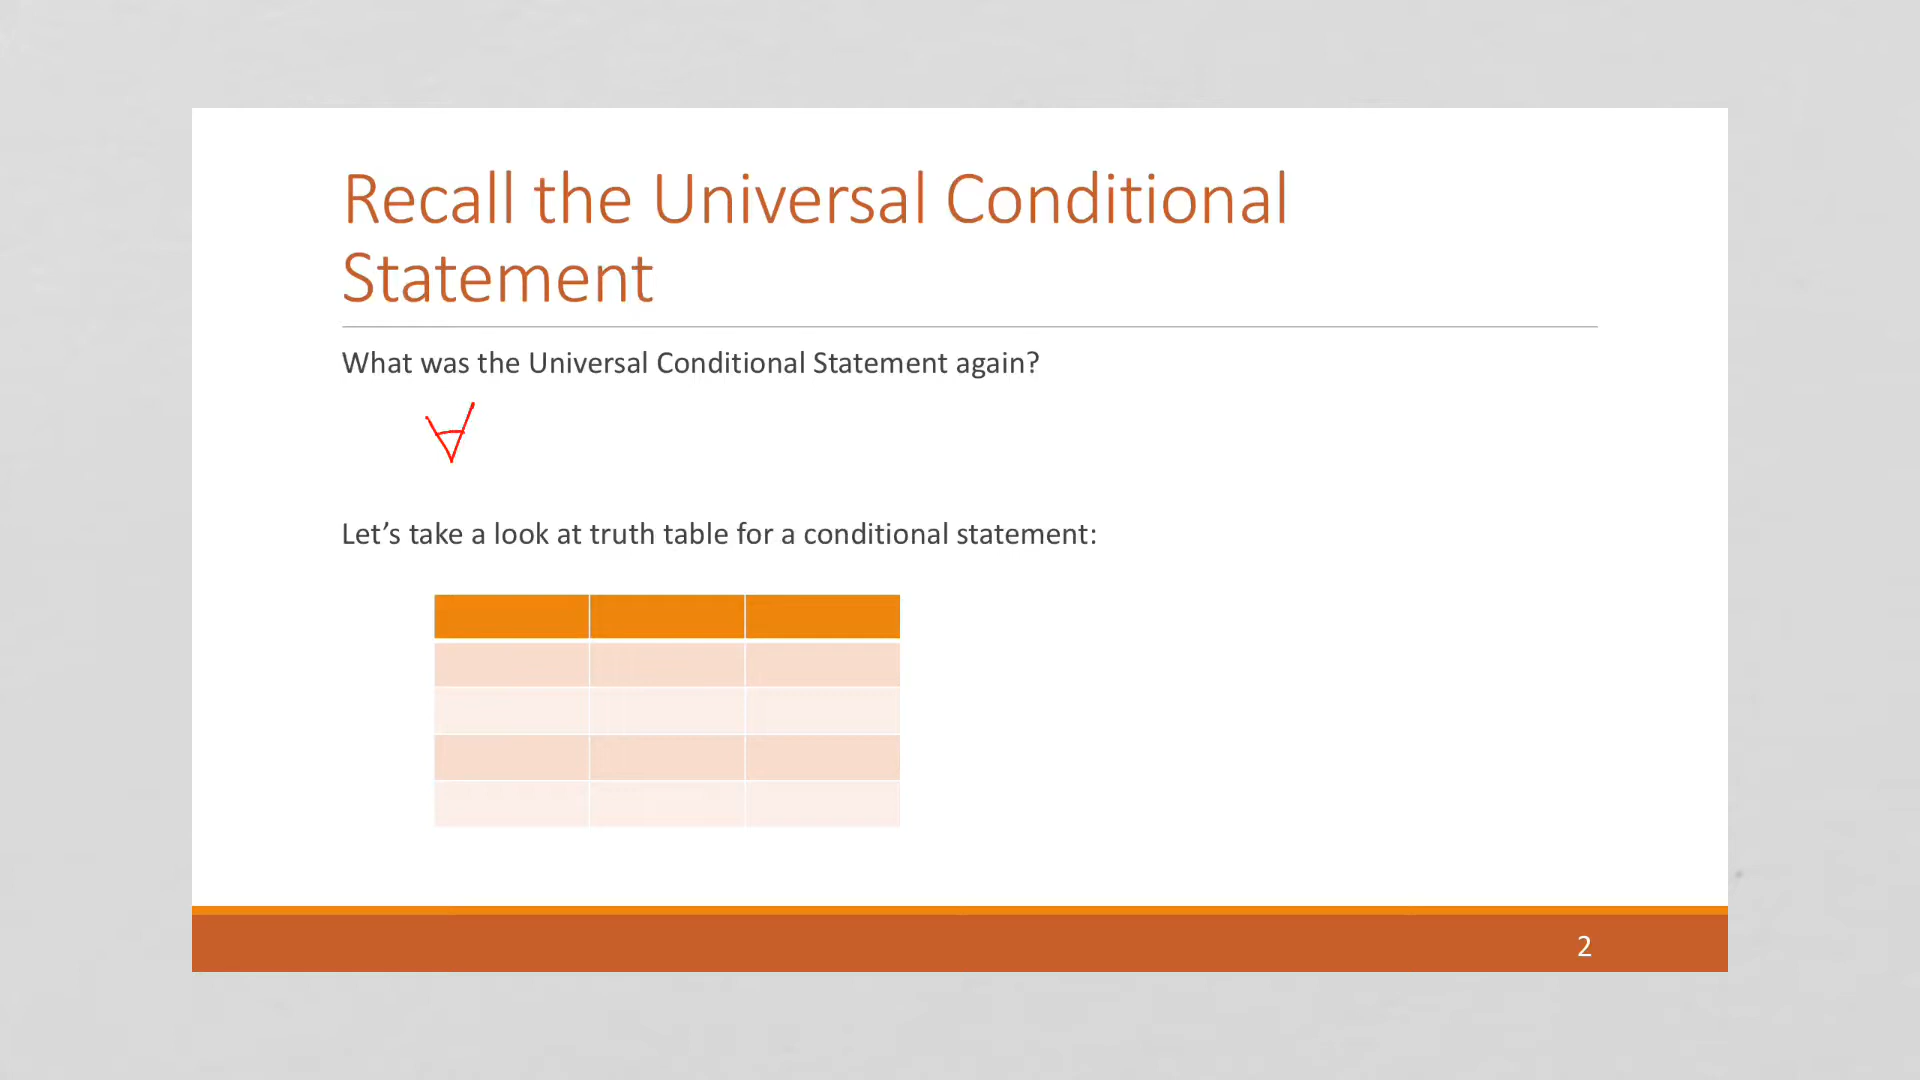 Recall the Universal Conditional
Statement
What was the Universal Conditional Statement again?
∀
Let’s take a look at truth table for a conditional statement:
2